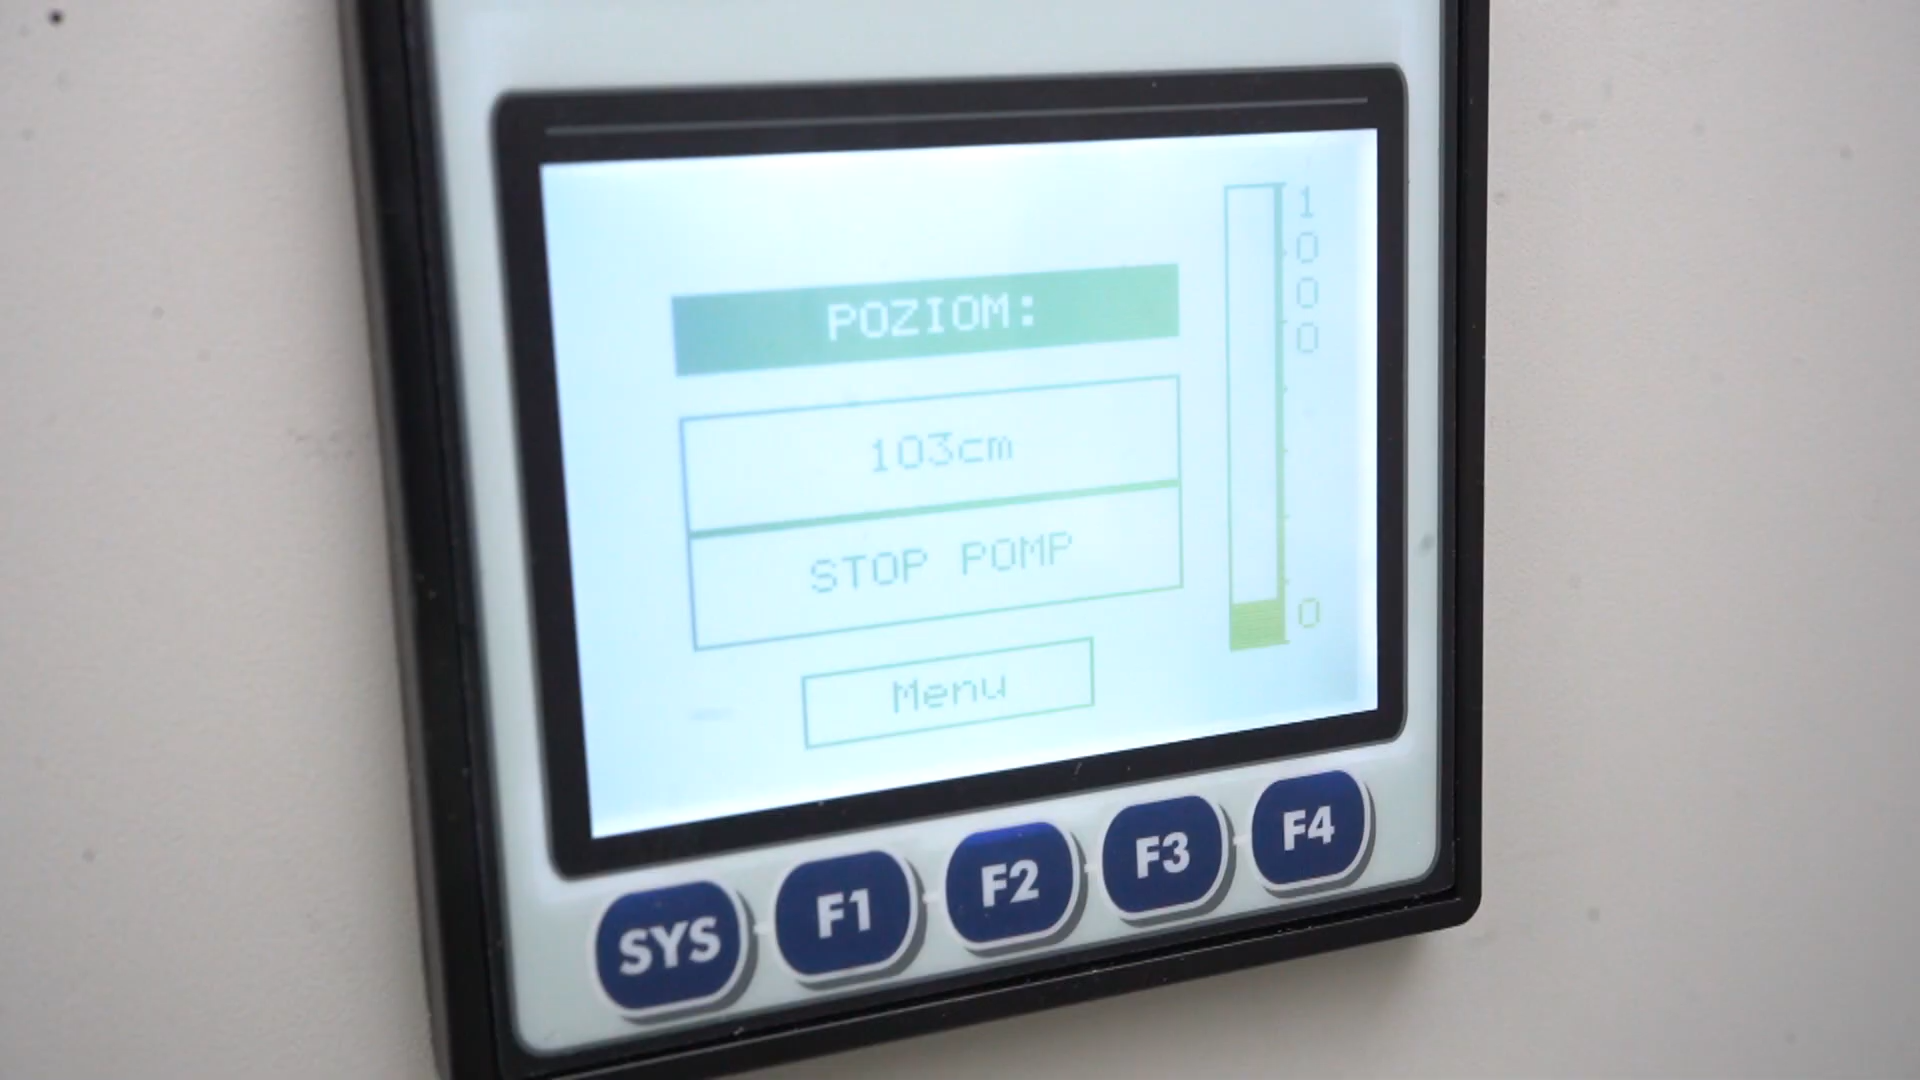 POZIOM:
103cm
STOP POMP
Menu
1000
0
SYS F1 F2 F3 F4